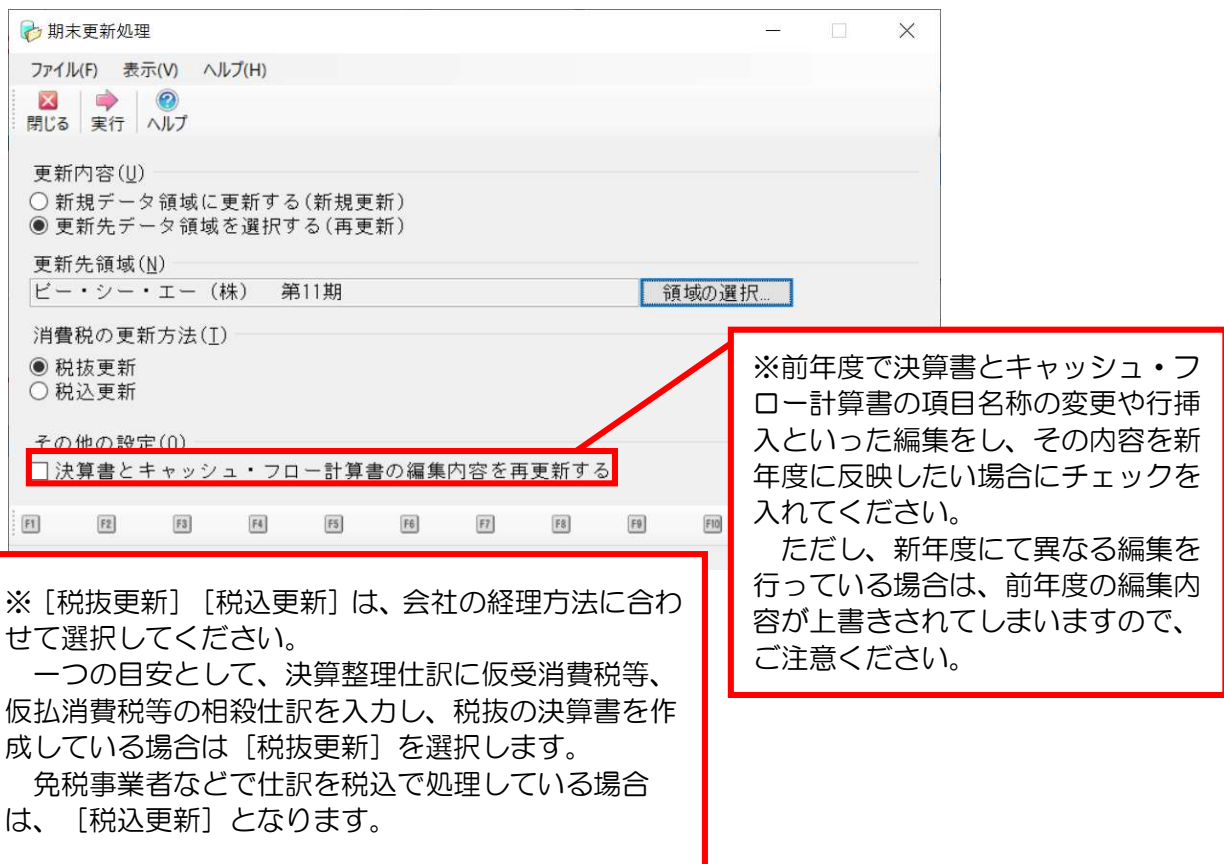 期末更新処理
ファイル(F) 表示(V) ヘルプ(H)
閉じる 実行 ヘルプ
更新内容(U)
新規データ領域に更新する(新規更新)
更新先データ領域を選択する(再更新)
更新先領域(N)
ビー・シー・エー（株） 第11期 領域の選択...
消費税の更新方法(T)
税抜更新
税込更新
その他の設定(O)
決算書とキャッシュ・フロー計算書の編集内容を再更新する
F1 F2 F3 F4 F5 F6 F7 F8 F9 F10
※前年度で決算書とキャッシュ・フ
ロー計算書の項目名称の変更や行挿
入といった編集をし、その内容を新
年度に反映したい場合にチェックを
入れてください。
ただし、新年度にて異なる編集を
行っている場合は、前年度の編集内
容が上書きされてしまいますので、
ご注意ください。
※［税抜更新］［税込更新］は、会社の経理方法に合わ
せて選択してください。
一つの目安として、決算整理仕訳に仮受消費税等、
仮払消費税等の相殺仕訳を入力し、税抜の決算書を作
成している場合は［税抜更新］を選択します。
免税事業者などで仕訳を税込で処理している場合
は、［税込更新］となります。